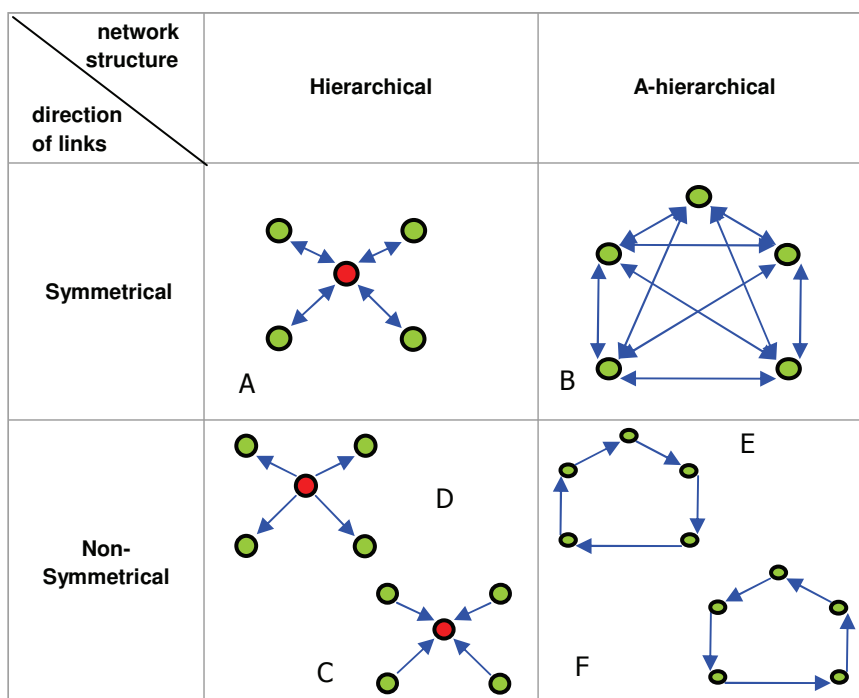 network
structure
direction
of links
Hierarchical
A-hierarchical
Symmetrical
A
B
Non-
Symmetrical
D
C
E
F